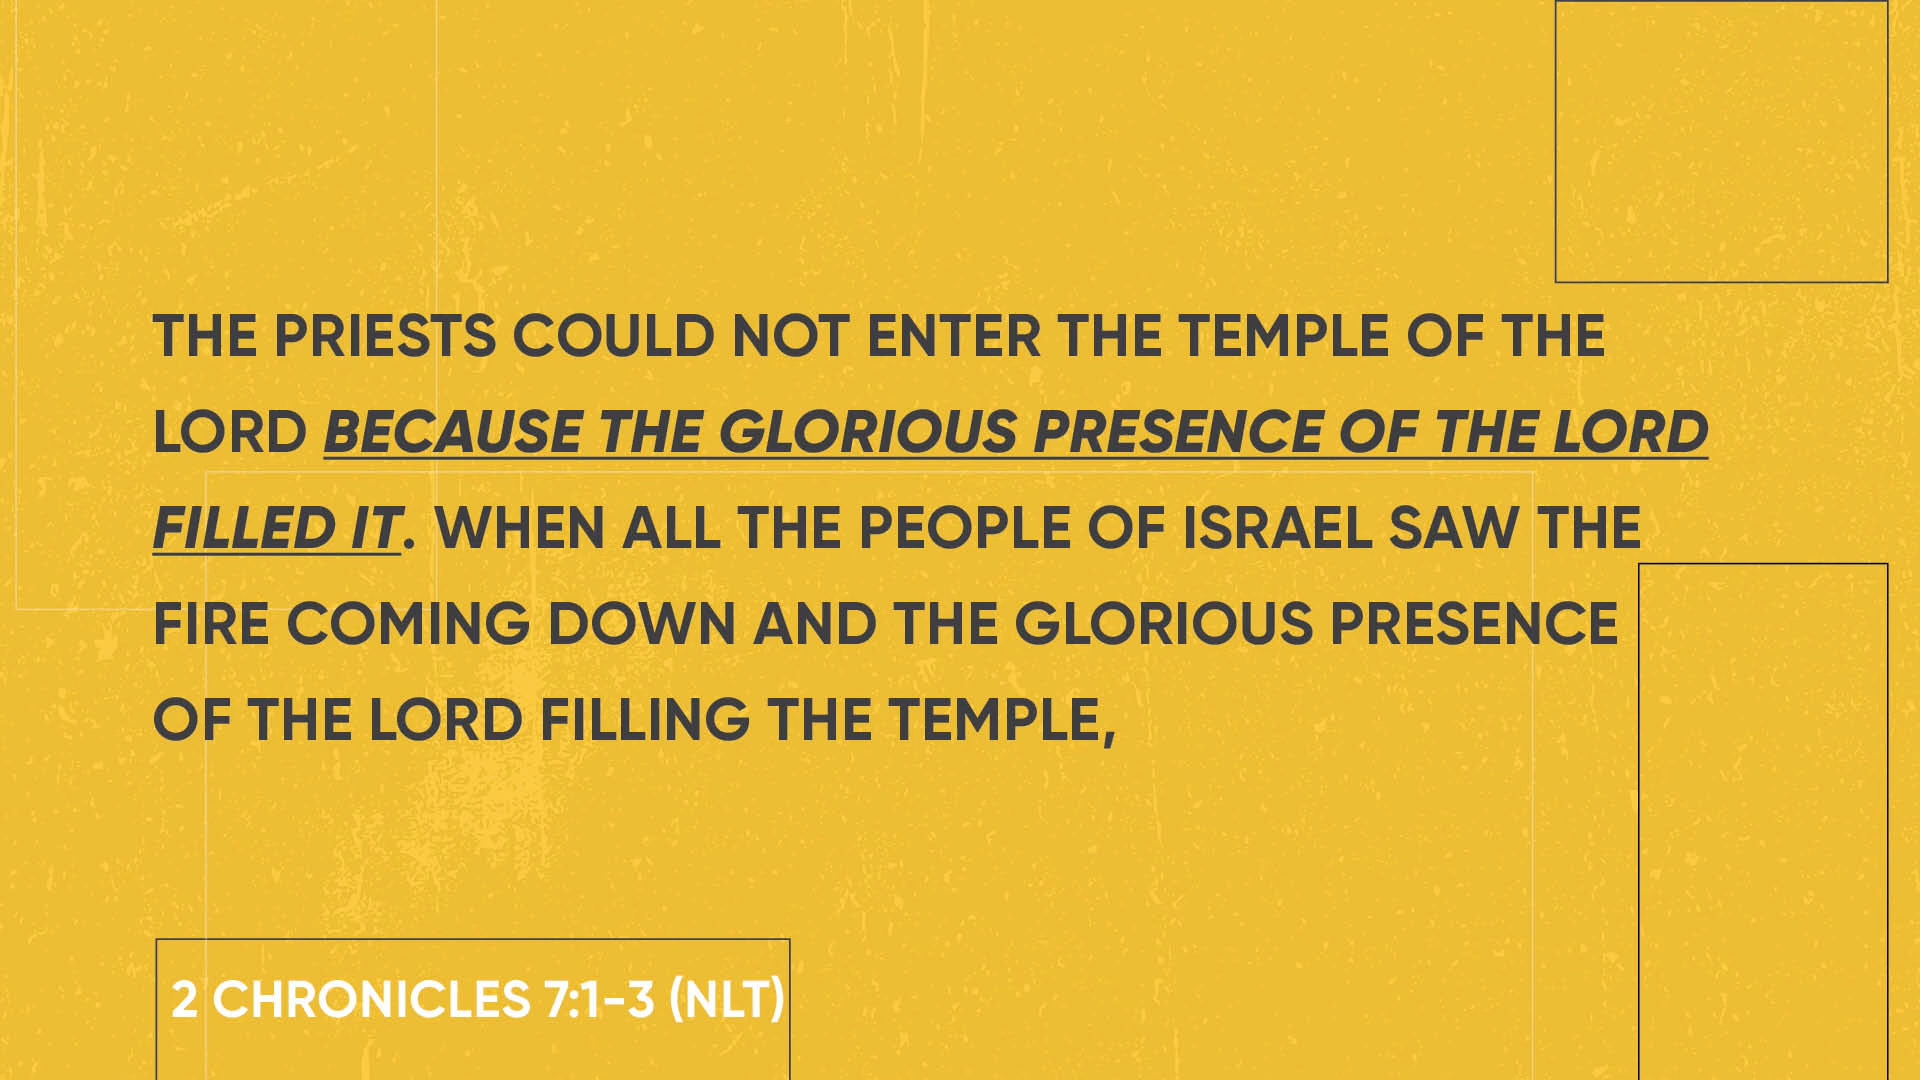 THE PRIESTS COULD NOT ENTER THE TEMPLE OF THE
LORD BECAUSE THE GLORIOUS PRESENCE OF THE LORD
FILLED IT. WHEN ALL THE PEOPLE OF ISRAEL SAW THE
FIRE COMING DOWN AND THE GLORIOUS PRESENCE
OF THE LORD FILLING THE TEMPLE,
2 CHRONICLES 7:1-3 (NLT)